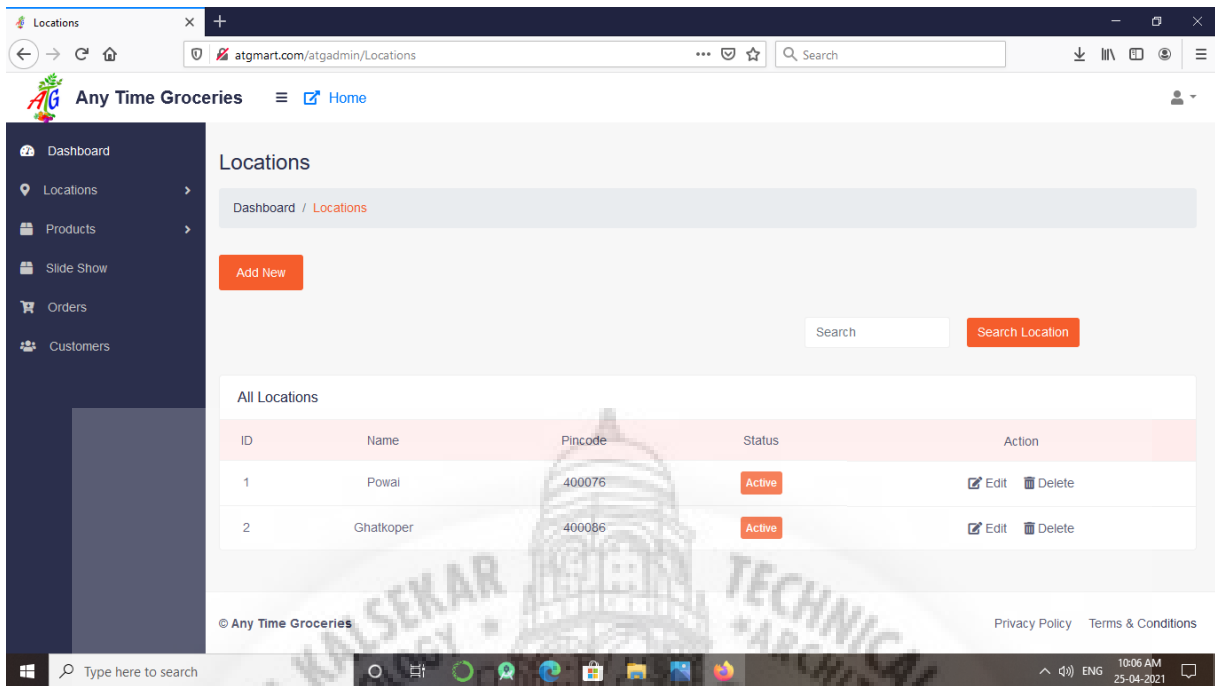 Locations
atgmart.com/atgadmin/Locations
Search
ATG
Any Time Groceries
Home
Dashboard
Locations
Products
Slide Show
Orders
Customers
Locations
Dashboard / Locations
Add New
Search
Search Location
All Locations
ID Name Pincode Status Action
1 Powai 400076 Active Edit Delete
2 Ghatkoper 400086 Active Edit Delete
KALSEKAR TECHNICA
© Any Time Groceries
Privacy Policy Terms & Conditions
Type here to search
ENG
10:06 AM
25-04-2021